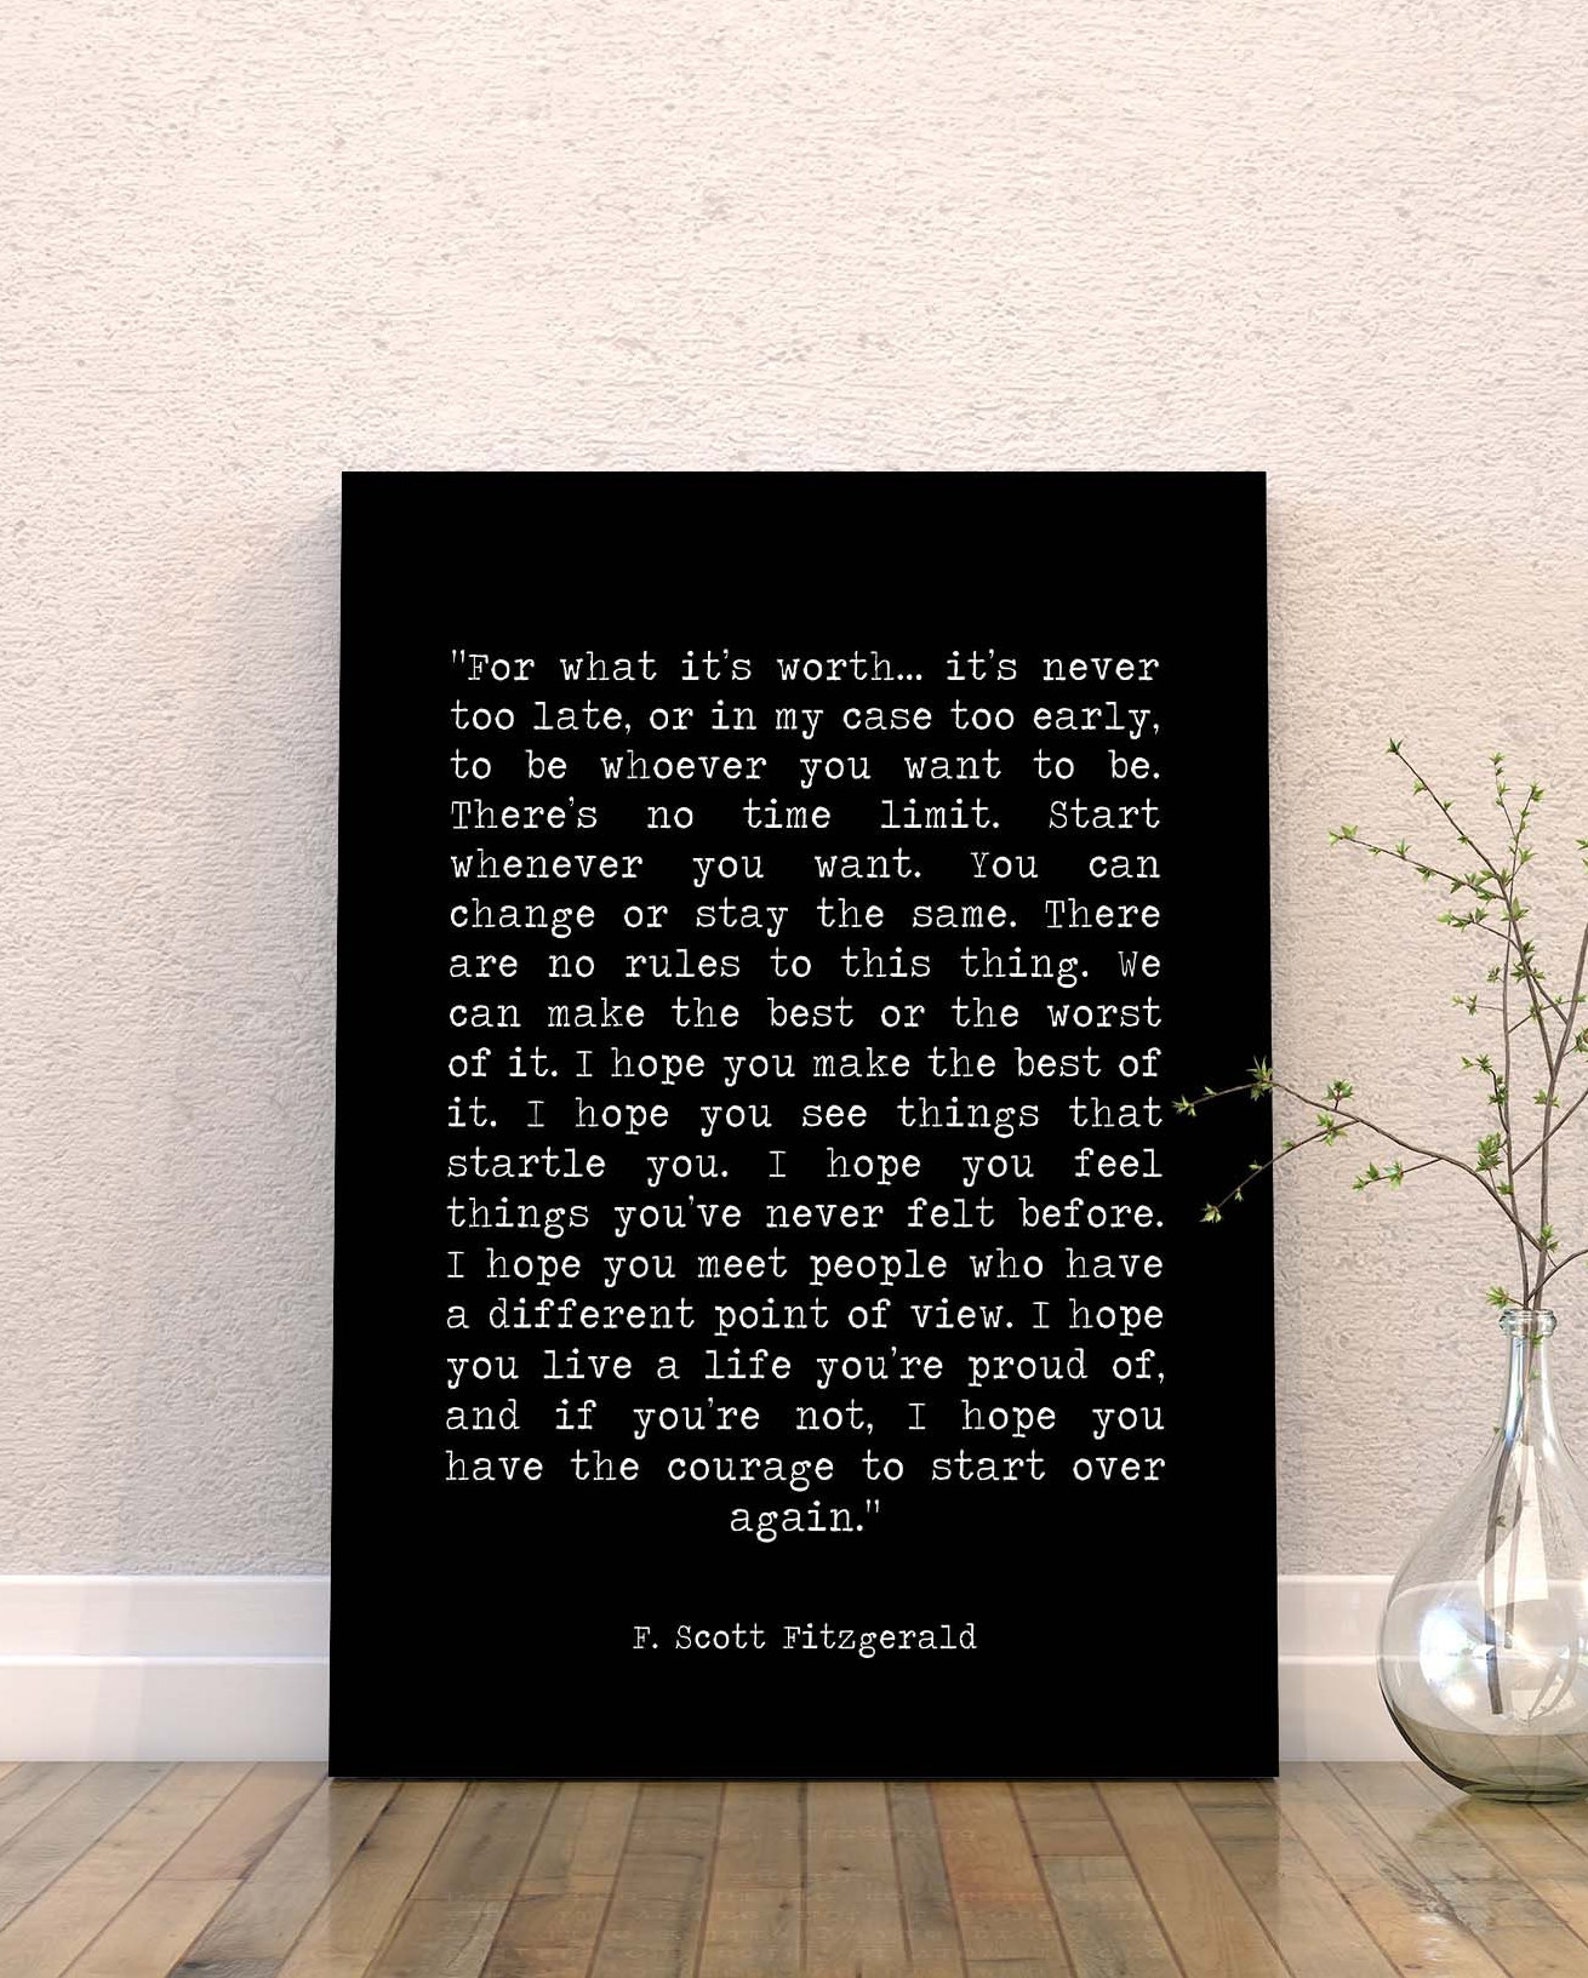 "For what it's worth... it's never
too late, or in my case too early,
to be whoever you want to be.
There's no time limit. Start
whenever you want. You can
change or stay the same. There
are no rules to this thing. We
can make the best or the worst
of it. I hope you make the best of
it. I hope you see things that
startle you. I hope you feel
things you've never felt before.
I hope you meet people who have
a different point of view. I hope
you live a life you're proud of,
and if you're not, I hope you
have the courage to start over
again."
F. Scott Fitzgerald